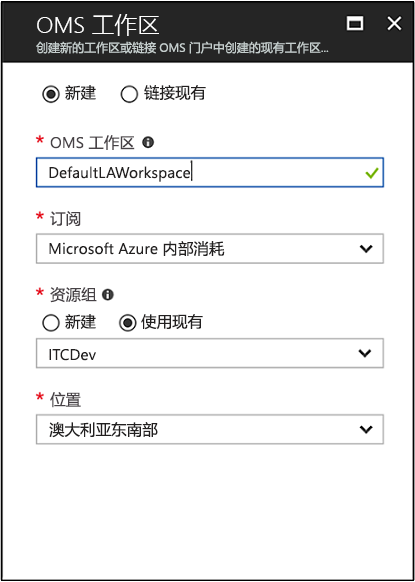 OMS 工作区
创建新的工作区或链接 OMS 门户中创建的现有工作区...
新建 链接现有
* OMS 工作区
DefaultLAWorkspace
* 订阅
Microsoft Azure 内部消耗
* 资源组
新建 使用现有
ITCDev
* 位置
澳大利亚东南部